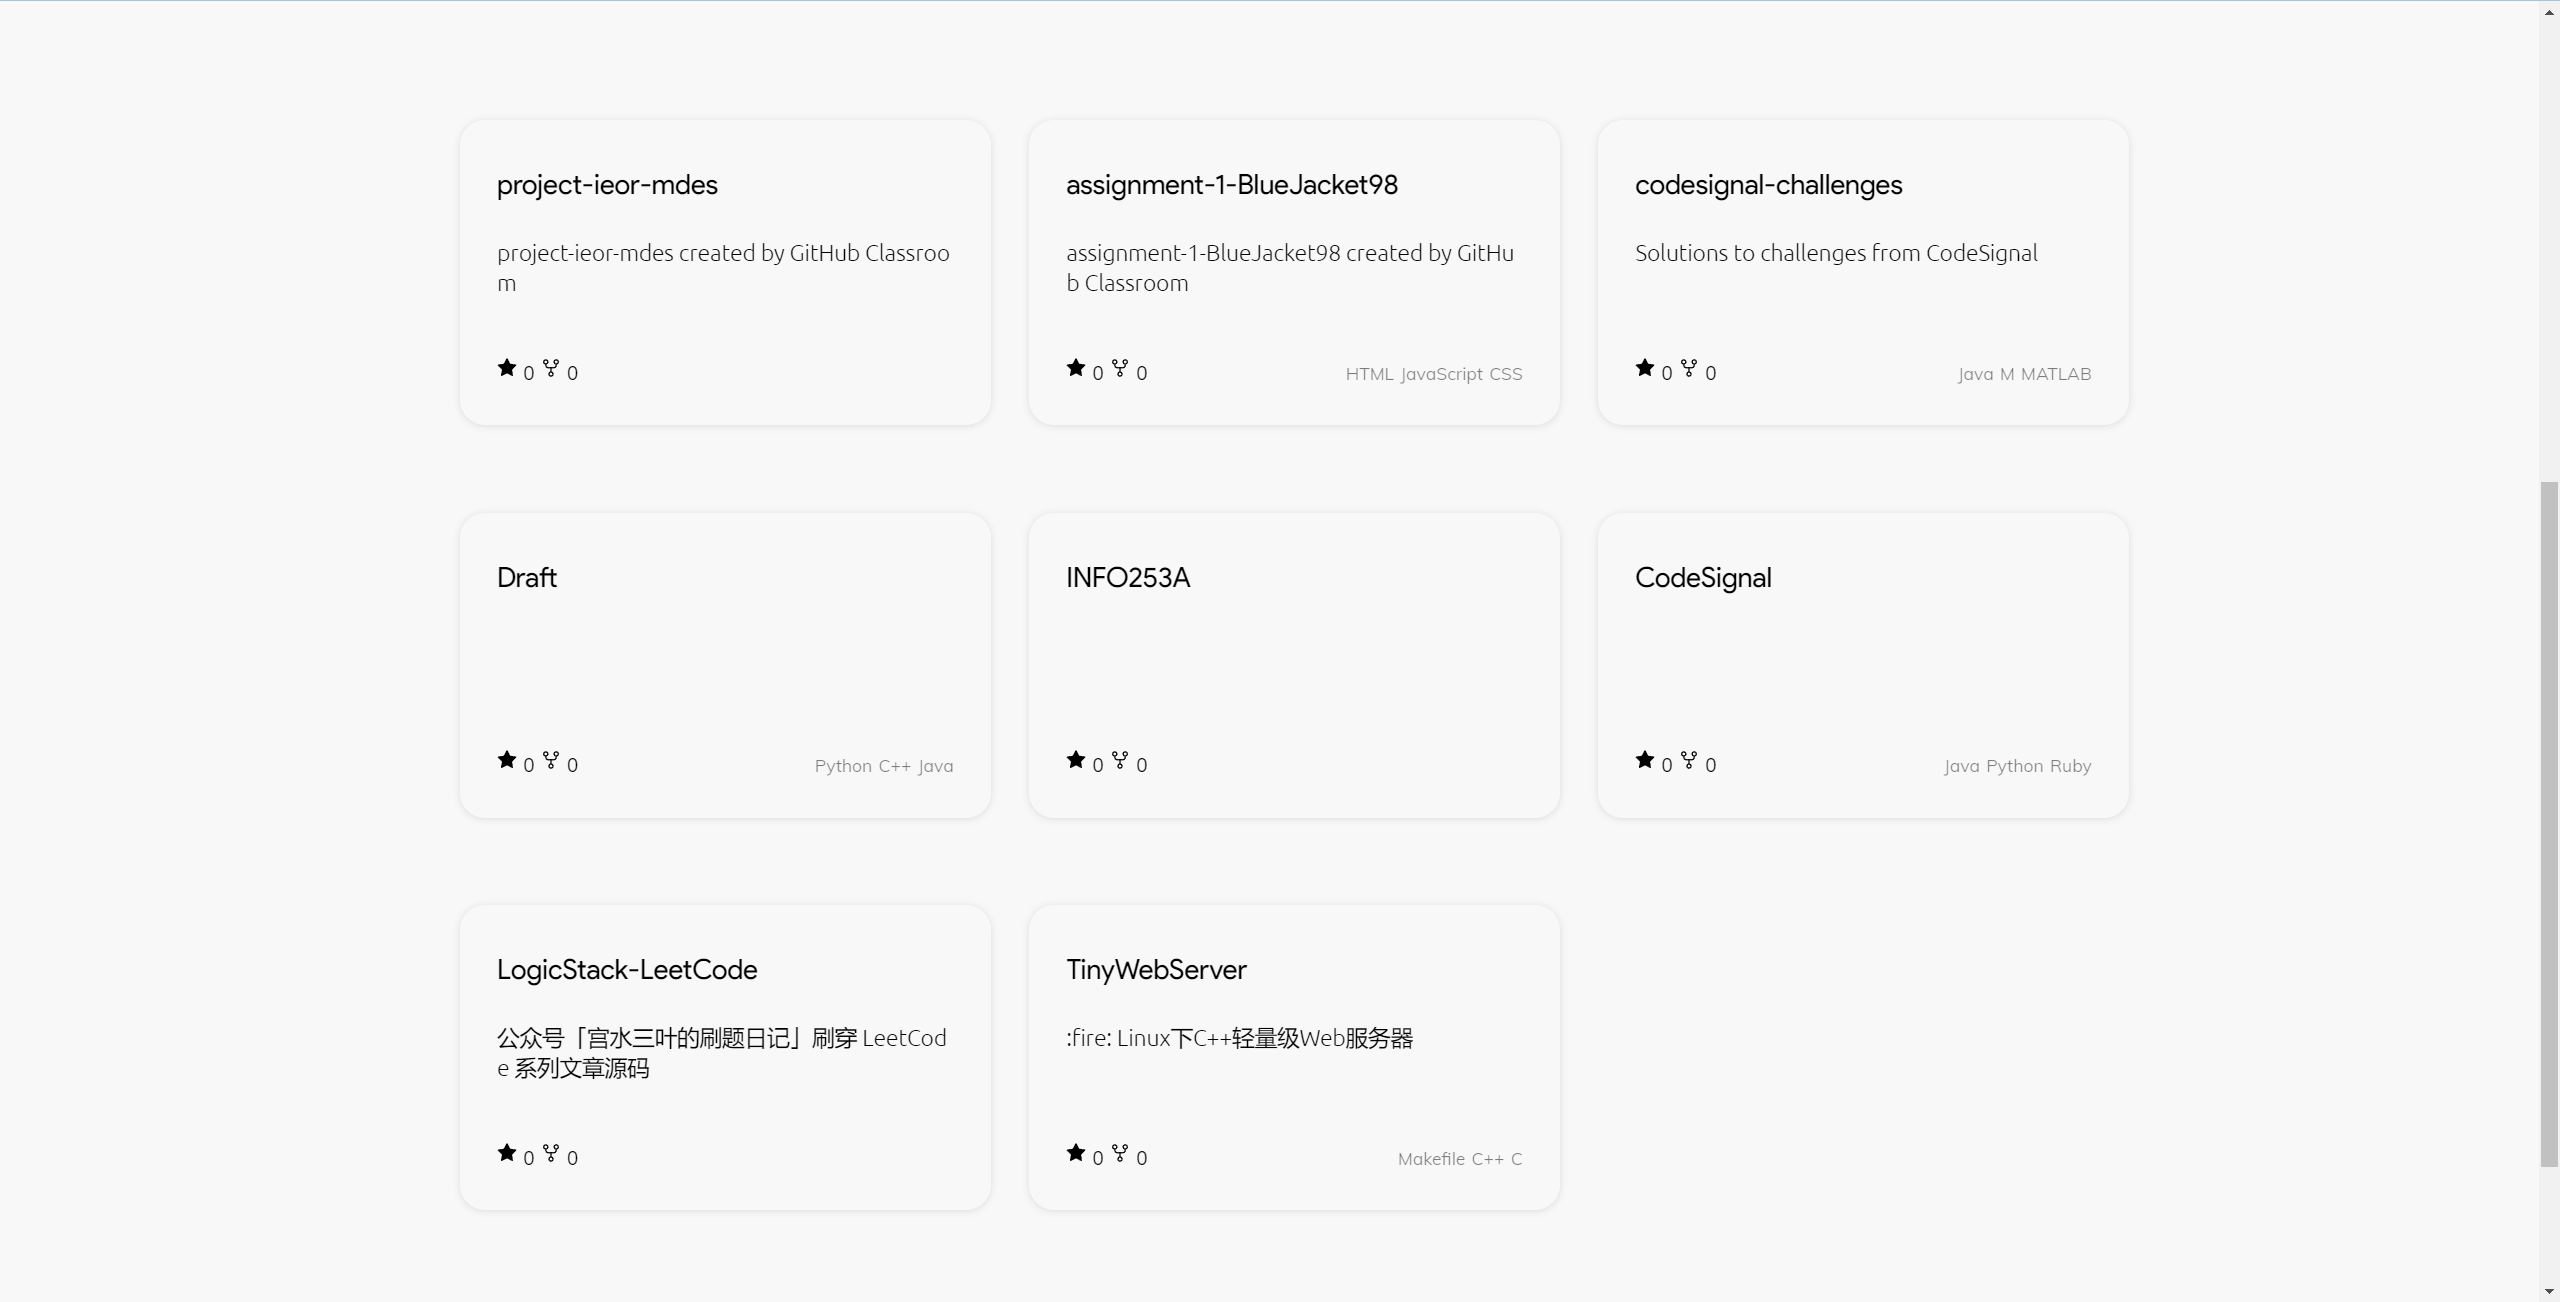 project-ieor-mdes
project-ieor-mdes created by GitHub Classroo
m
0 0
assignment-1-BlueJacket98
assignment-1-BlueJacket98 created by GitHu
b Classroom
0 0 HTML JavaScript CSS
codesignal-challenges
Solutions to challenges from CodeSignal
0 0 Java M MATLAB
Draft
0 0 Python C++ Java
INFO253A
0 0
CodeSignal
0 0 Java Python Ruby
LogicStack-LeetCode
公众号「宫水三叶的刷题日记」刷穿 LeetCod
e 系列文章源码
0 0
TinyWebServer
:fire: Linux下C++轻量级Web服务器
0 0 Makefile C++ C